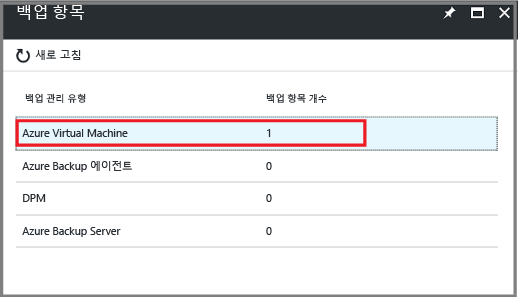 백업 항목
새로 고침
백업 관리 유형 백업 항목 개수
Azure Virtual Machine 1
Azure Backup 에이전트 0
DPM 0
Azure Backup Server 0